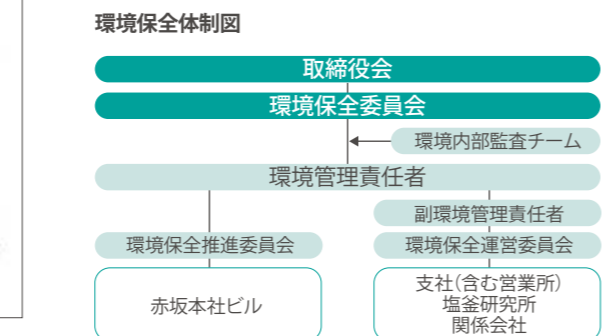 環境保全体制図
取締役会
環境保全委員会
環境内部監査チーム
環境管理責任者
副環境管理責任者
環境保全推進委員会
環境保全運営委員会
赤坂本社ビル
支社(含む営業所)
塩釜研究所
関係会社